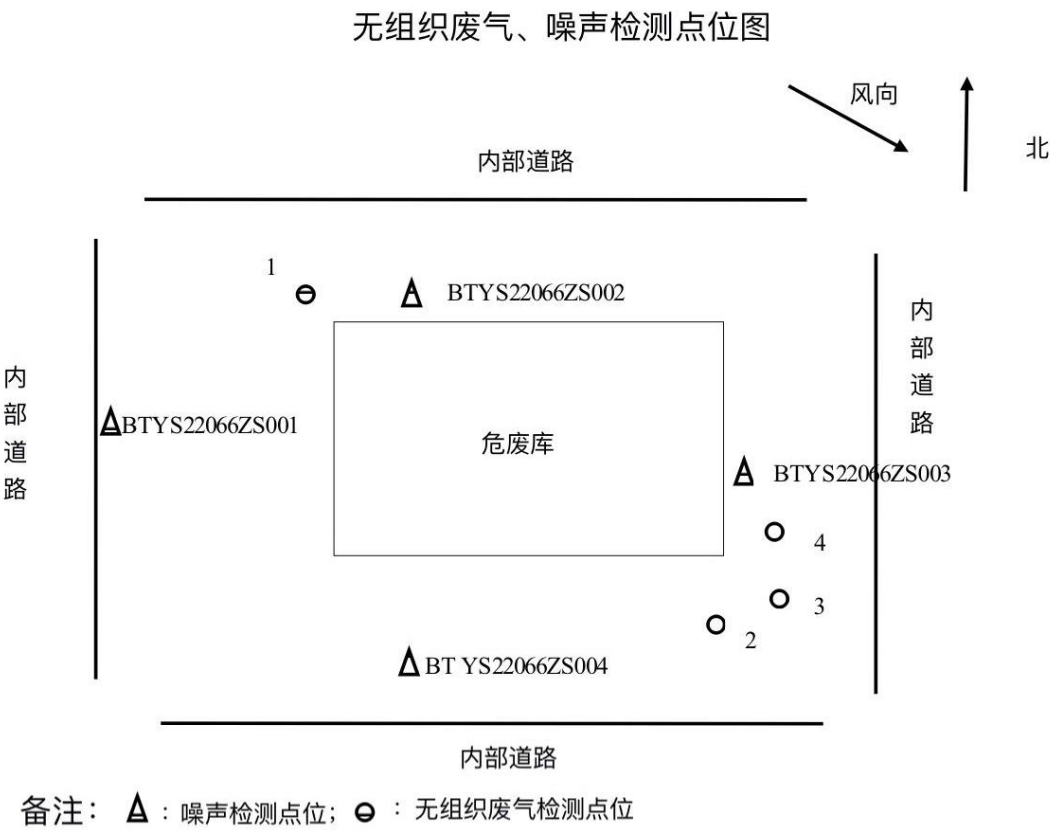 无组织废气、噪声检测点位图
风向
北
内部道路
1
BTYS22066ZS002
内部道路
内部道路
BTYS22066ZS001
危废库
BTYS22066ZS003
4
3
2
BT YS22066ZS004
内部道路
备注：：噪声检测点位；：无组织废气检测点位